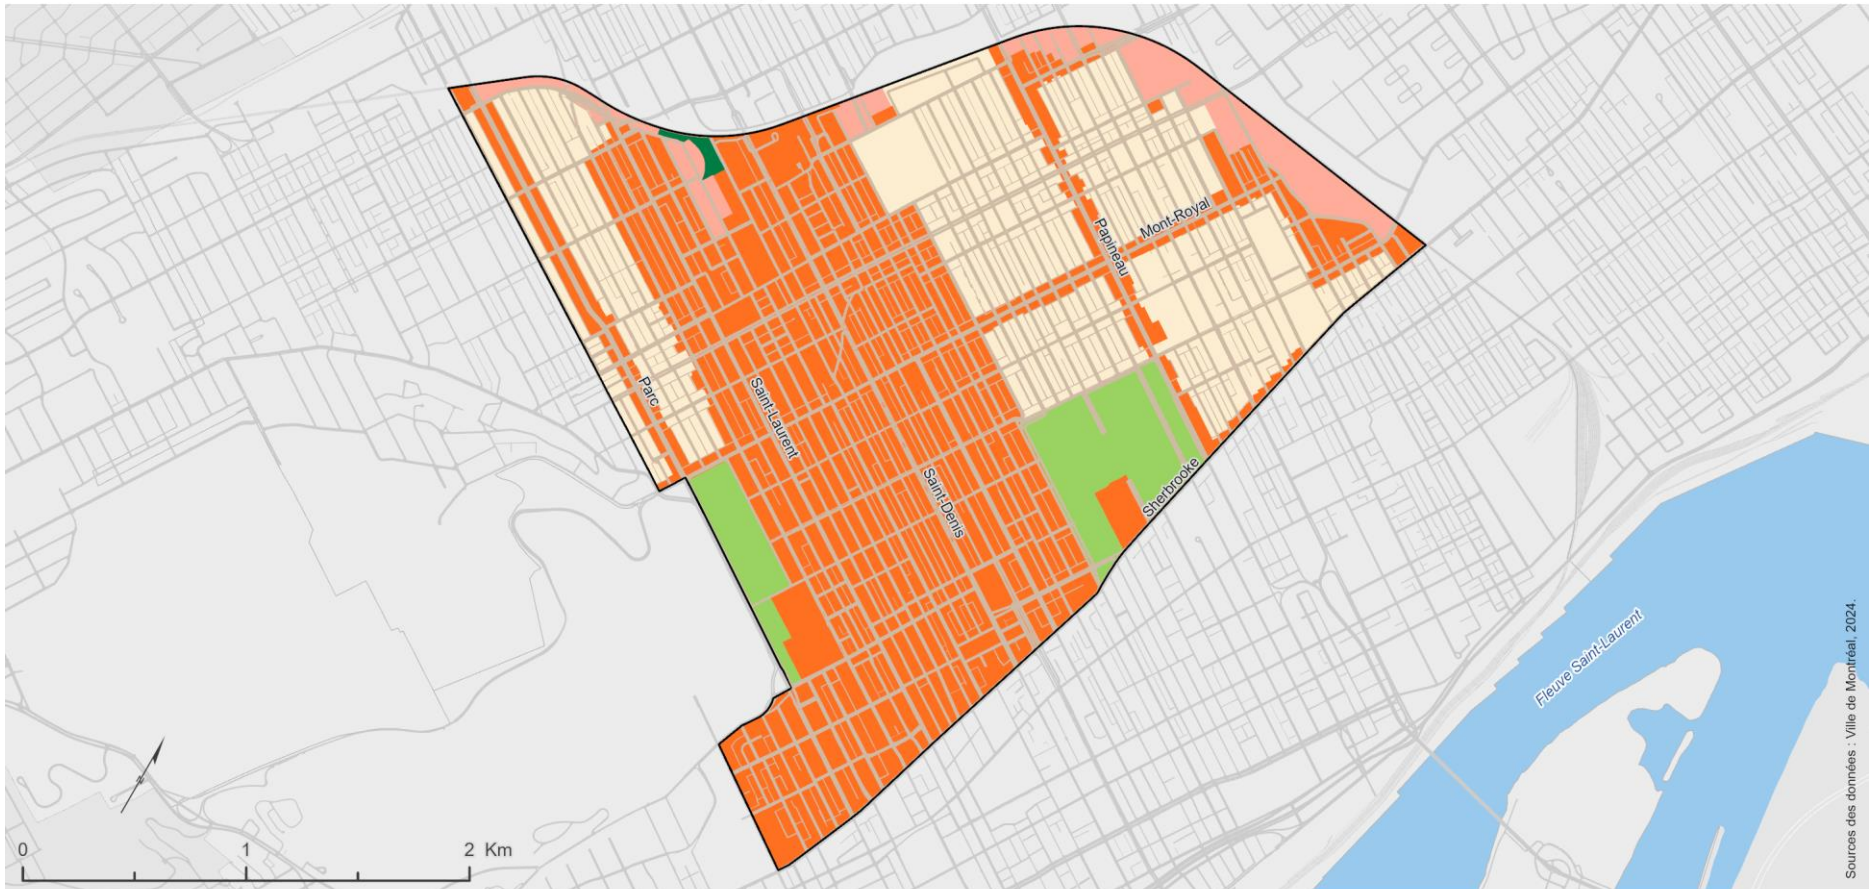 Mont-Royal
Papineau
Parc
Saint-Laurent
Saint-Denis
Sherbrooke
Fleuve Saint-Laurent
N
0 1 2 Km
Sources des données : Ville de Montréal, 2024.